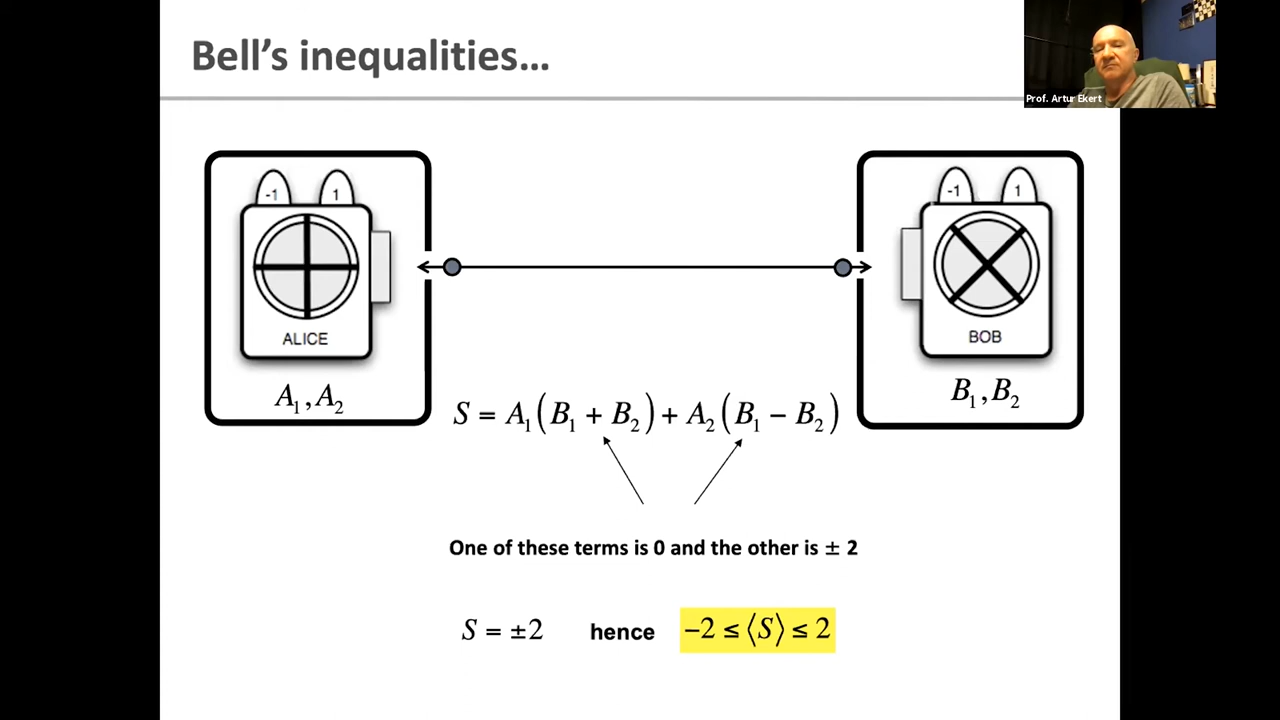 Bell's inequalities...
Prof. Artur Ekert
-1 1
-1 1
ALICE
BOB
A₁, A₂
B₁, B₂
S = A₁(B₁ + B₂) + A₂(B₁ − B₂)
One of these terms is 0 and the other is ± 2
S = ±2 hence −2 ≤ ⟨S⟩ ≤ 2